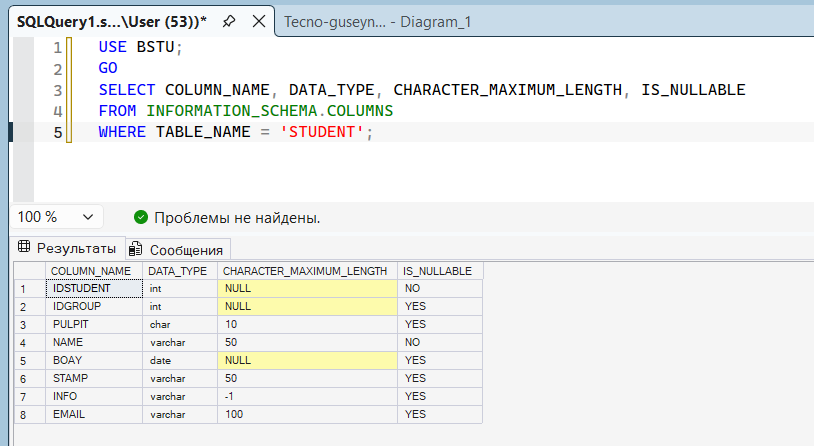 SQLQuery1.s...\User (53))* Tecno-guseyn... - Diagram_1
1 USE BSTU;
2 GO
3 SELECT COLUMN_NAME, DATA_TYPE, CHARACTER_MAXIMUM_LENGTH, IS_NULLABLE
4 FROM INFORMATION_SCHEMA.COLUMNS
5 WHERE TABLE_NAME = 'STUDENT';
100 % Проблемы не найдены.
Результаты Сообщения
COLUMN_NAME DATA_TYPE CHARACTER_MAXIMUM_LENGTH IS_NULLABLE
1 IDSTUDENT int NULL NO
2 IDGROUP int NULL YES
3 PULPIT char 10 YES
4 NAME varchar 50 NO
5 BOAY date NULL YES
6 STAMP varchar 50 YES
7 INFO varchar -1 YES
8 EMAIL varchar 100 YES